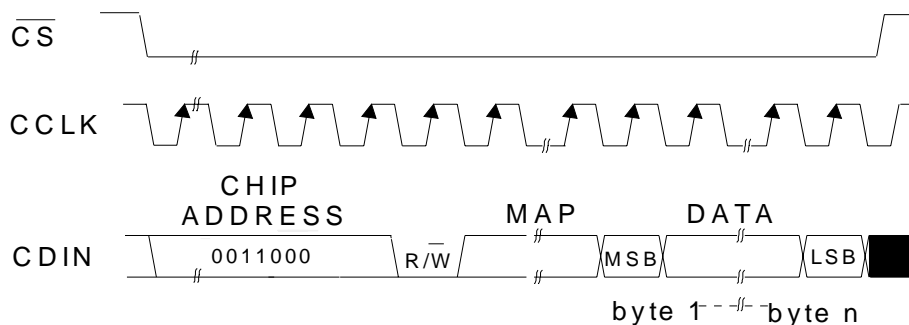 CS
CCLK
CHIP
ADDRESS
MAP
DATA
CDIN
0011000
R/W
MSB
LSB
byte 1
byte n